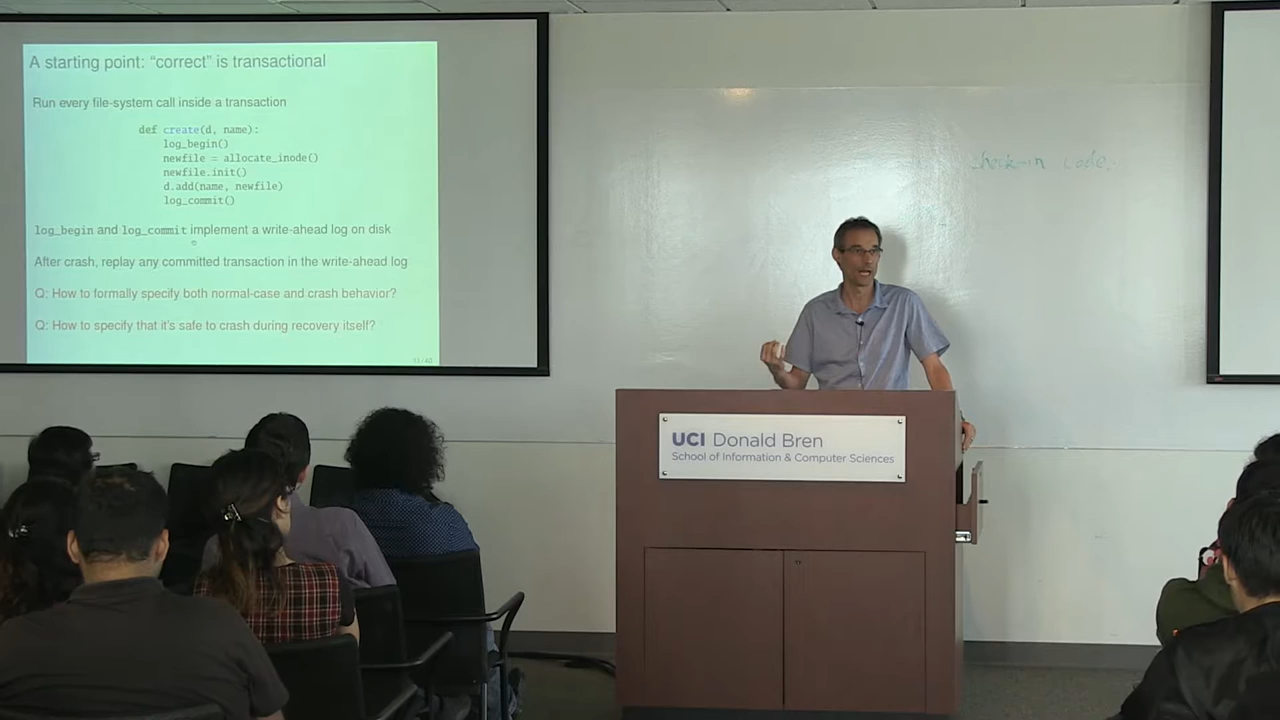 A starting point: “correct” is transactional
Run every file-system call inside a transaction
def create(d, name):
log_begin()
newfile = allocate_inode()
newfile.init()
d.add(name, newfile)
log_commit()
log_begin and log_commit implement a write-ahead log on disk
After crash, replay any committed transaction in the write-ahead log
Q: How to formally specify both normal-case and crash behavior?
Q: How to specify that it's safe to crash during recovery itself?
check-in code.
UCI Donald Bren
School of Information & Computer Sciences